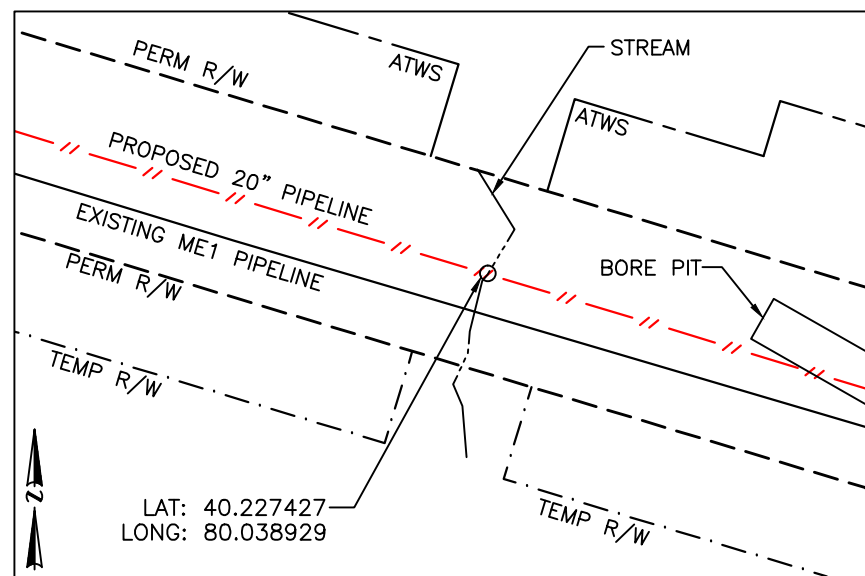 STREAM
PERM R/W
ATWS
ATWS
PROPOSED 20" PIPELINE
EXISTING ME1 PIPELINE
PERM R/W
BORE PIT
TEMP R/W
N
LAT: 40.227427
LONG: 80.038929
TEMP R/W